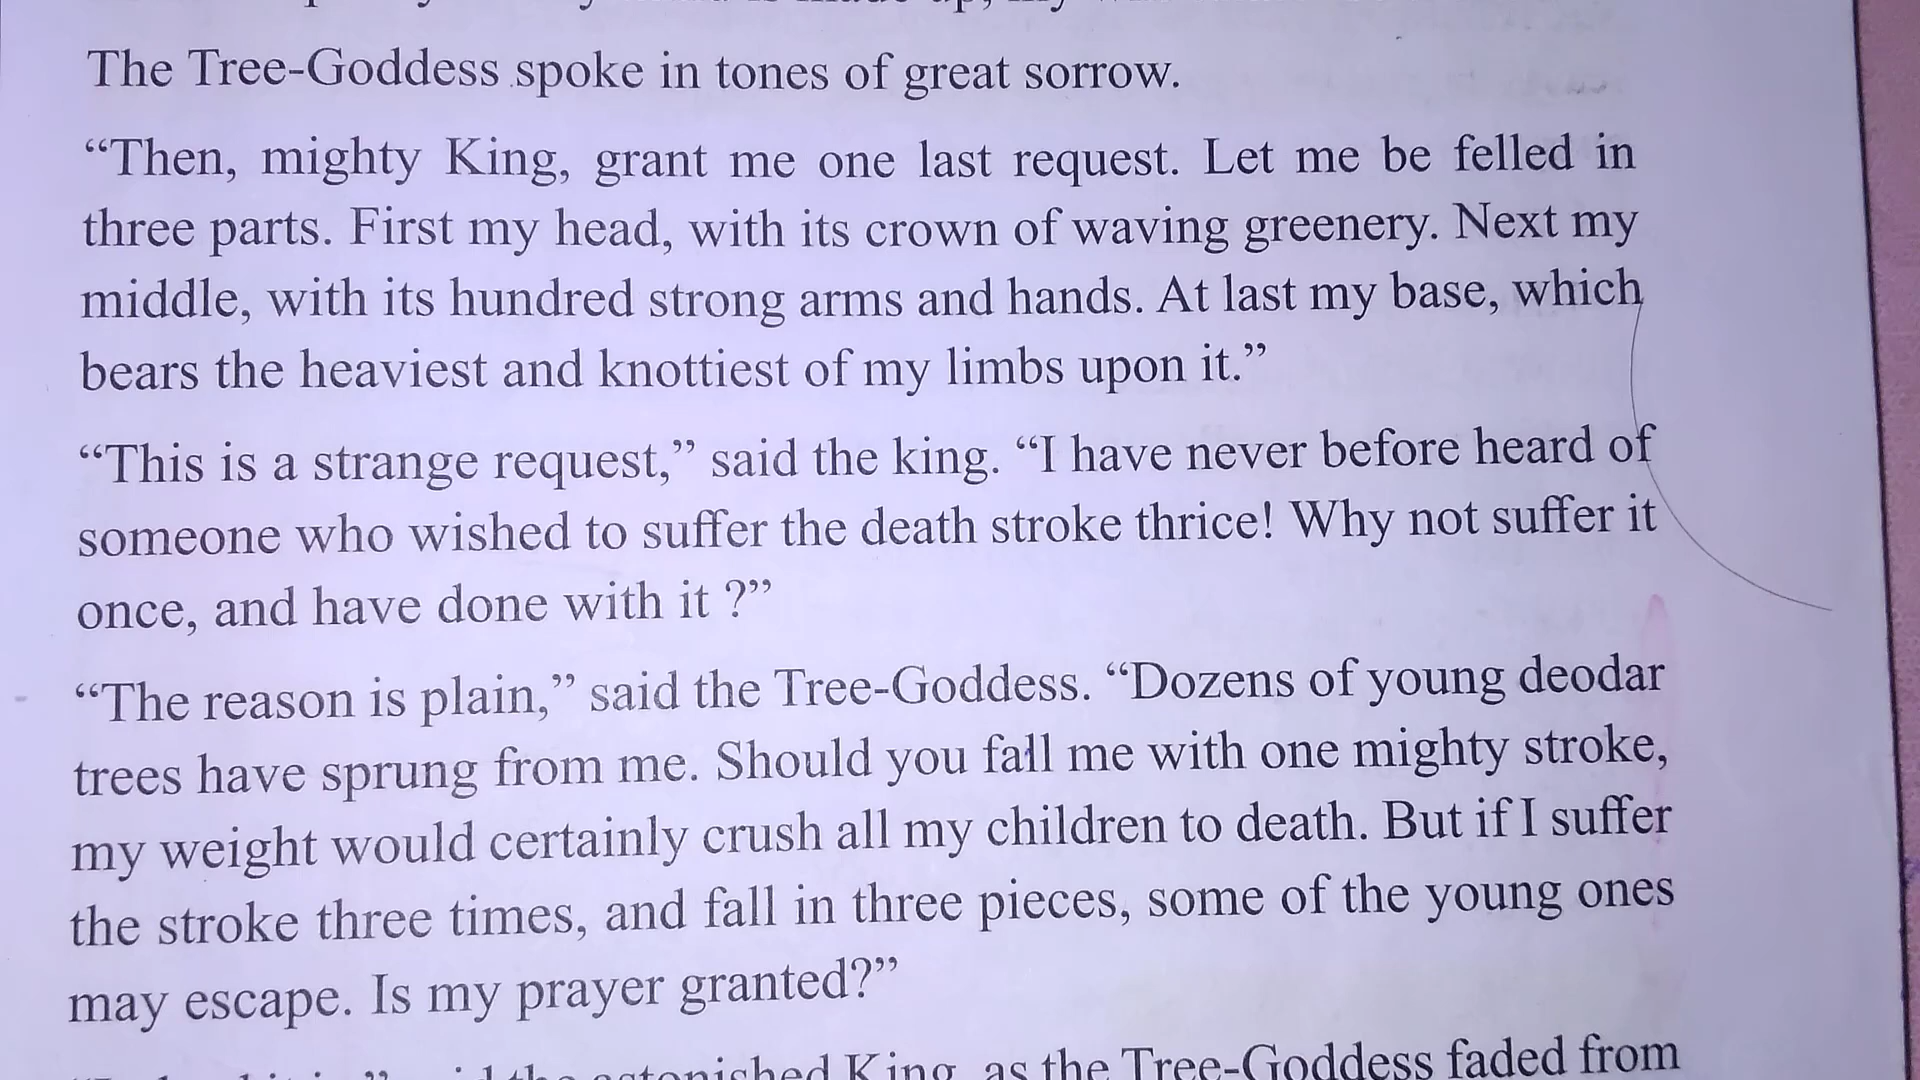 The Tree-Goddess spoke in tones of great sorrow.
“Then, mighty King, grant me one last request. Let me be felled in
three parts. First my head, with its crown of waving greenery. Next my
middle, with its hundred strong arms and hands. At last my base, which
bears the heaviest and knottiest of my limbs upon it.”
“This is a strange request,” said the king. “I have never before heard of
someone who wished to suffer the death stroke thrice! Why not suffer it
once, and have done with it ?”
“The reason is plain,” said the Tree-Goddess. “Dozens of young deodar
trees have sprung from me. Should you fall me with one mighty stroke,
my weight would certainly crush all my children to death. But if I suffer
the stroke three times, and fall in three pieces, some of the young ones
may escape. Is my prayer granted?”
said the astonished King, as the Tree-Goddess faded from